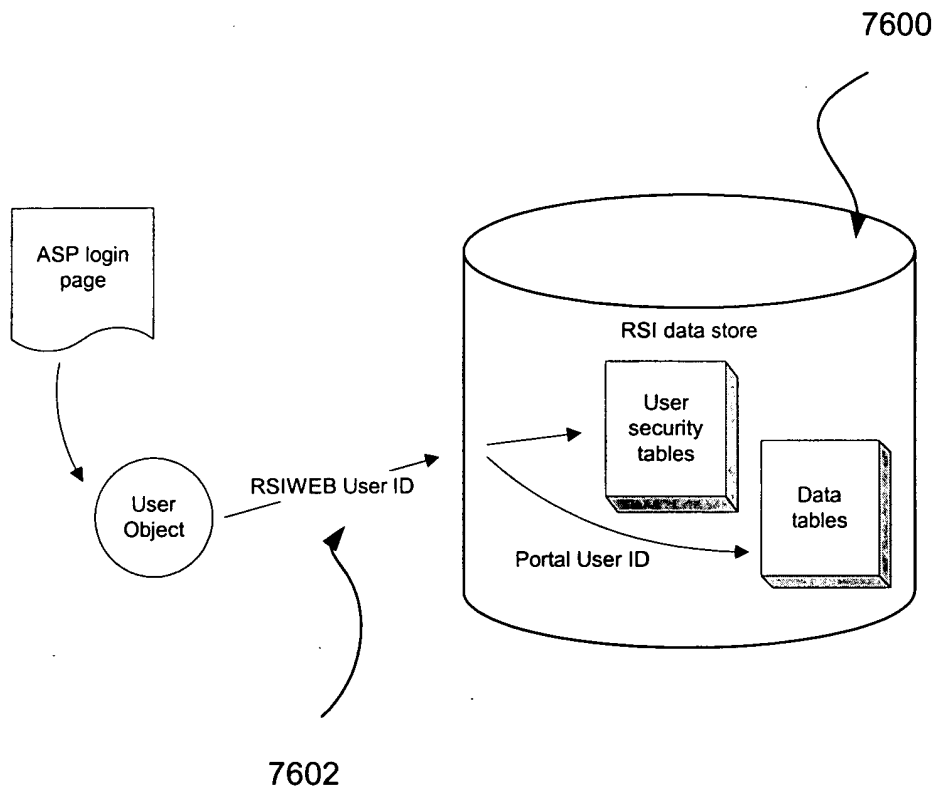 7600
ASP login
page
RSI data store
User
security
tables
RSIWEB User ID
User
Object
Data
tables
Portal User ID
7602